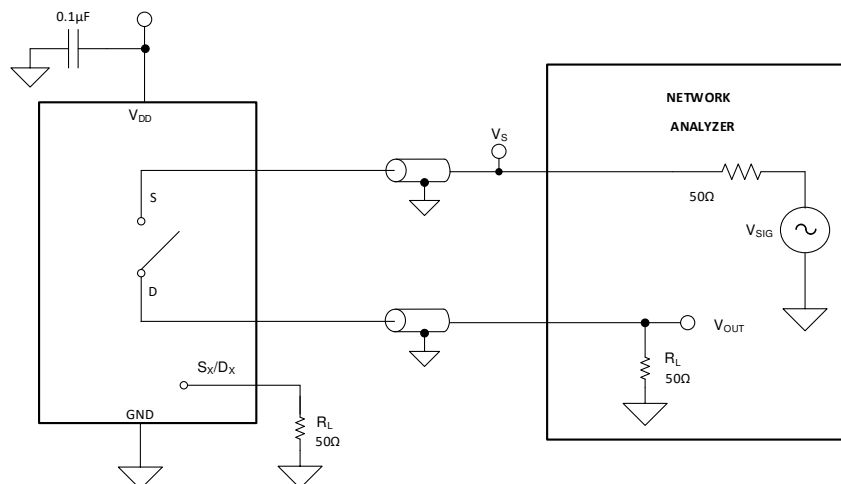 0.1µF
V_DD
NETWORK
ANALYZER
V_S
S
50Ω
V_SIG
D
V_OUT
S_X/D_X
R_L
50Ω
GND
R_L
50Ω